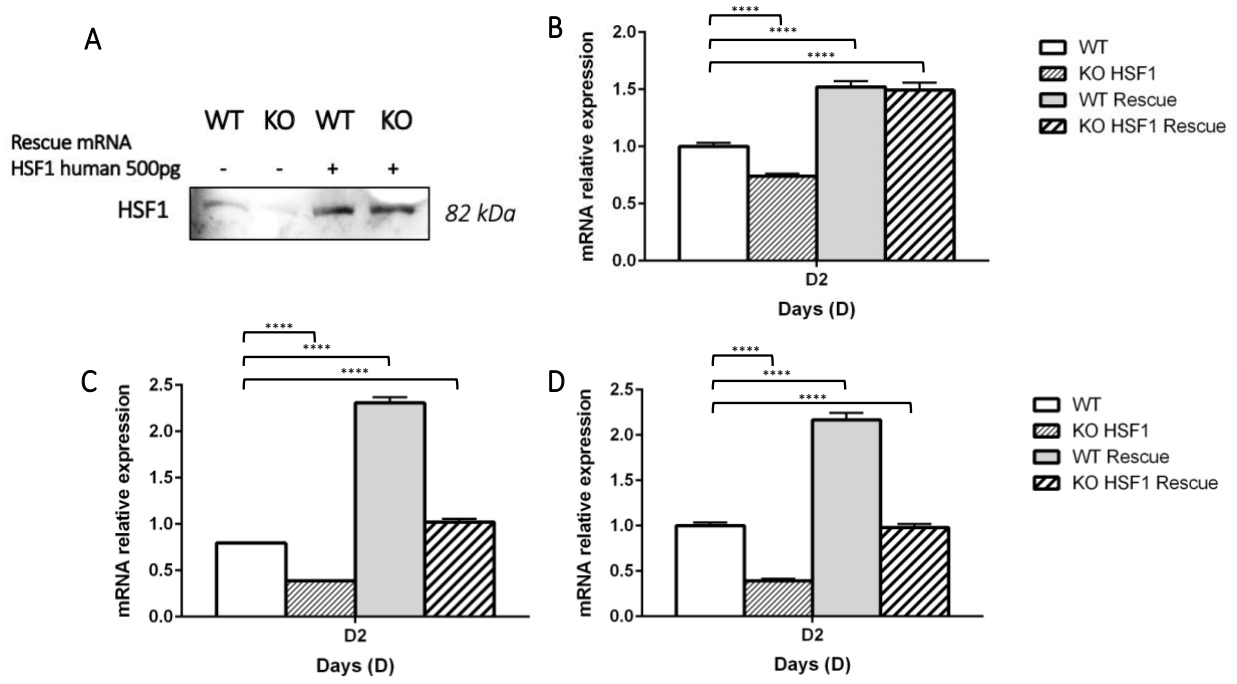 A
WT KO WT KO
Rescue mRNA
HSF1 human 500pg - - + +
HSF1 82 kDa
B
****
****
****
mRNA relative expression
2.0
1.5
1.0
0.5
0.0
D2
Days (D)
WT
KO HSF1
WT Rescue
KO HSF1 Rescue
C
****
****
****
mRNA relative expression
2.5
2.0
1.5
1.0
0.5
0.0
D2
Days (D)
D
****
****
****
mRNA relative expression
2.5
2.0
1.5
1.0
0.5
0.0
D2
Days (D)
WT
KO HSF1
WT Rescue
KO HSF1 Rescue